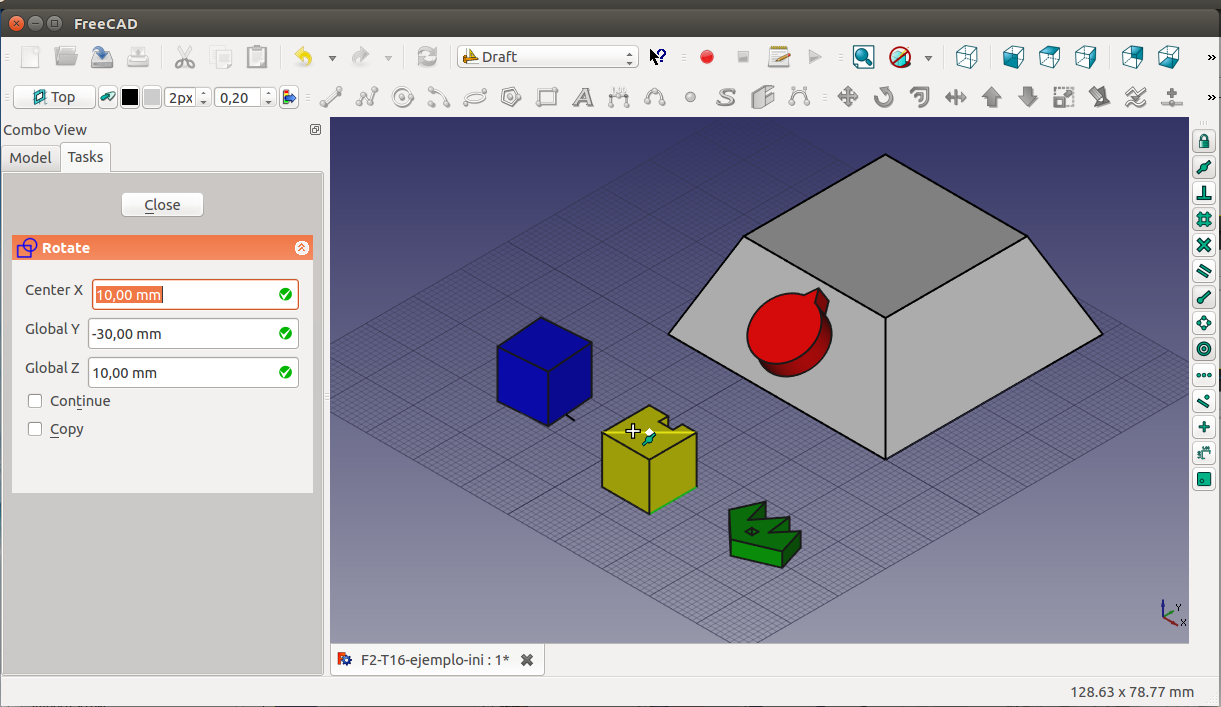 FreeCAD
Draft
Top
2px
0,20
Combo View
Model
Tasks
Close
Rotate
Center X
10,00 mm
Global Y
-30,00 mm
Global Z
10,00 mm
Continue
Copy
Y
X
F2-T16-ejemplo-ini : 1*
128.63 x 78.77 mm